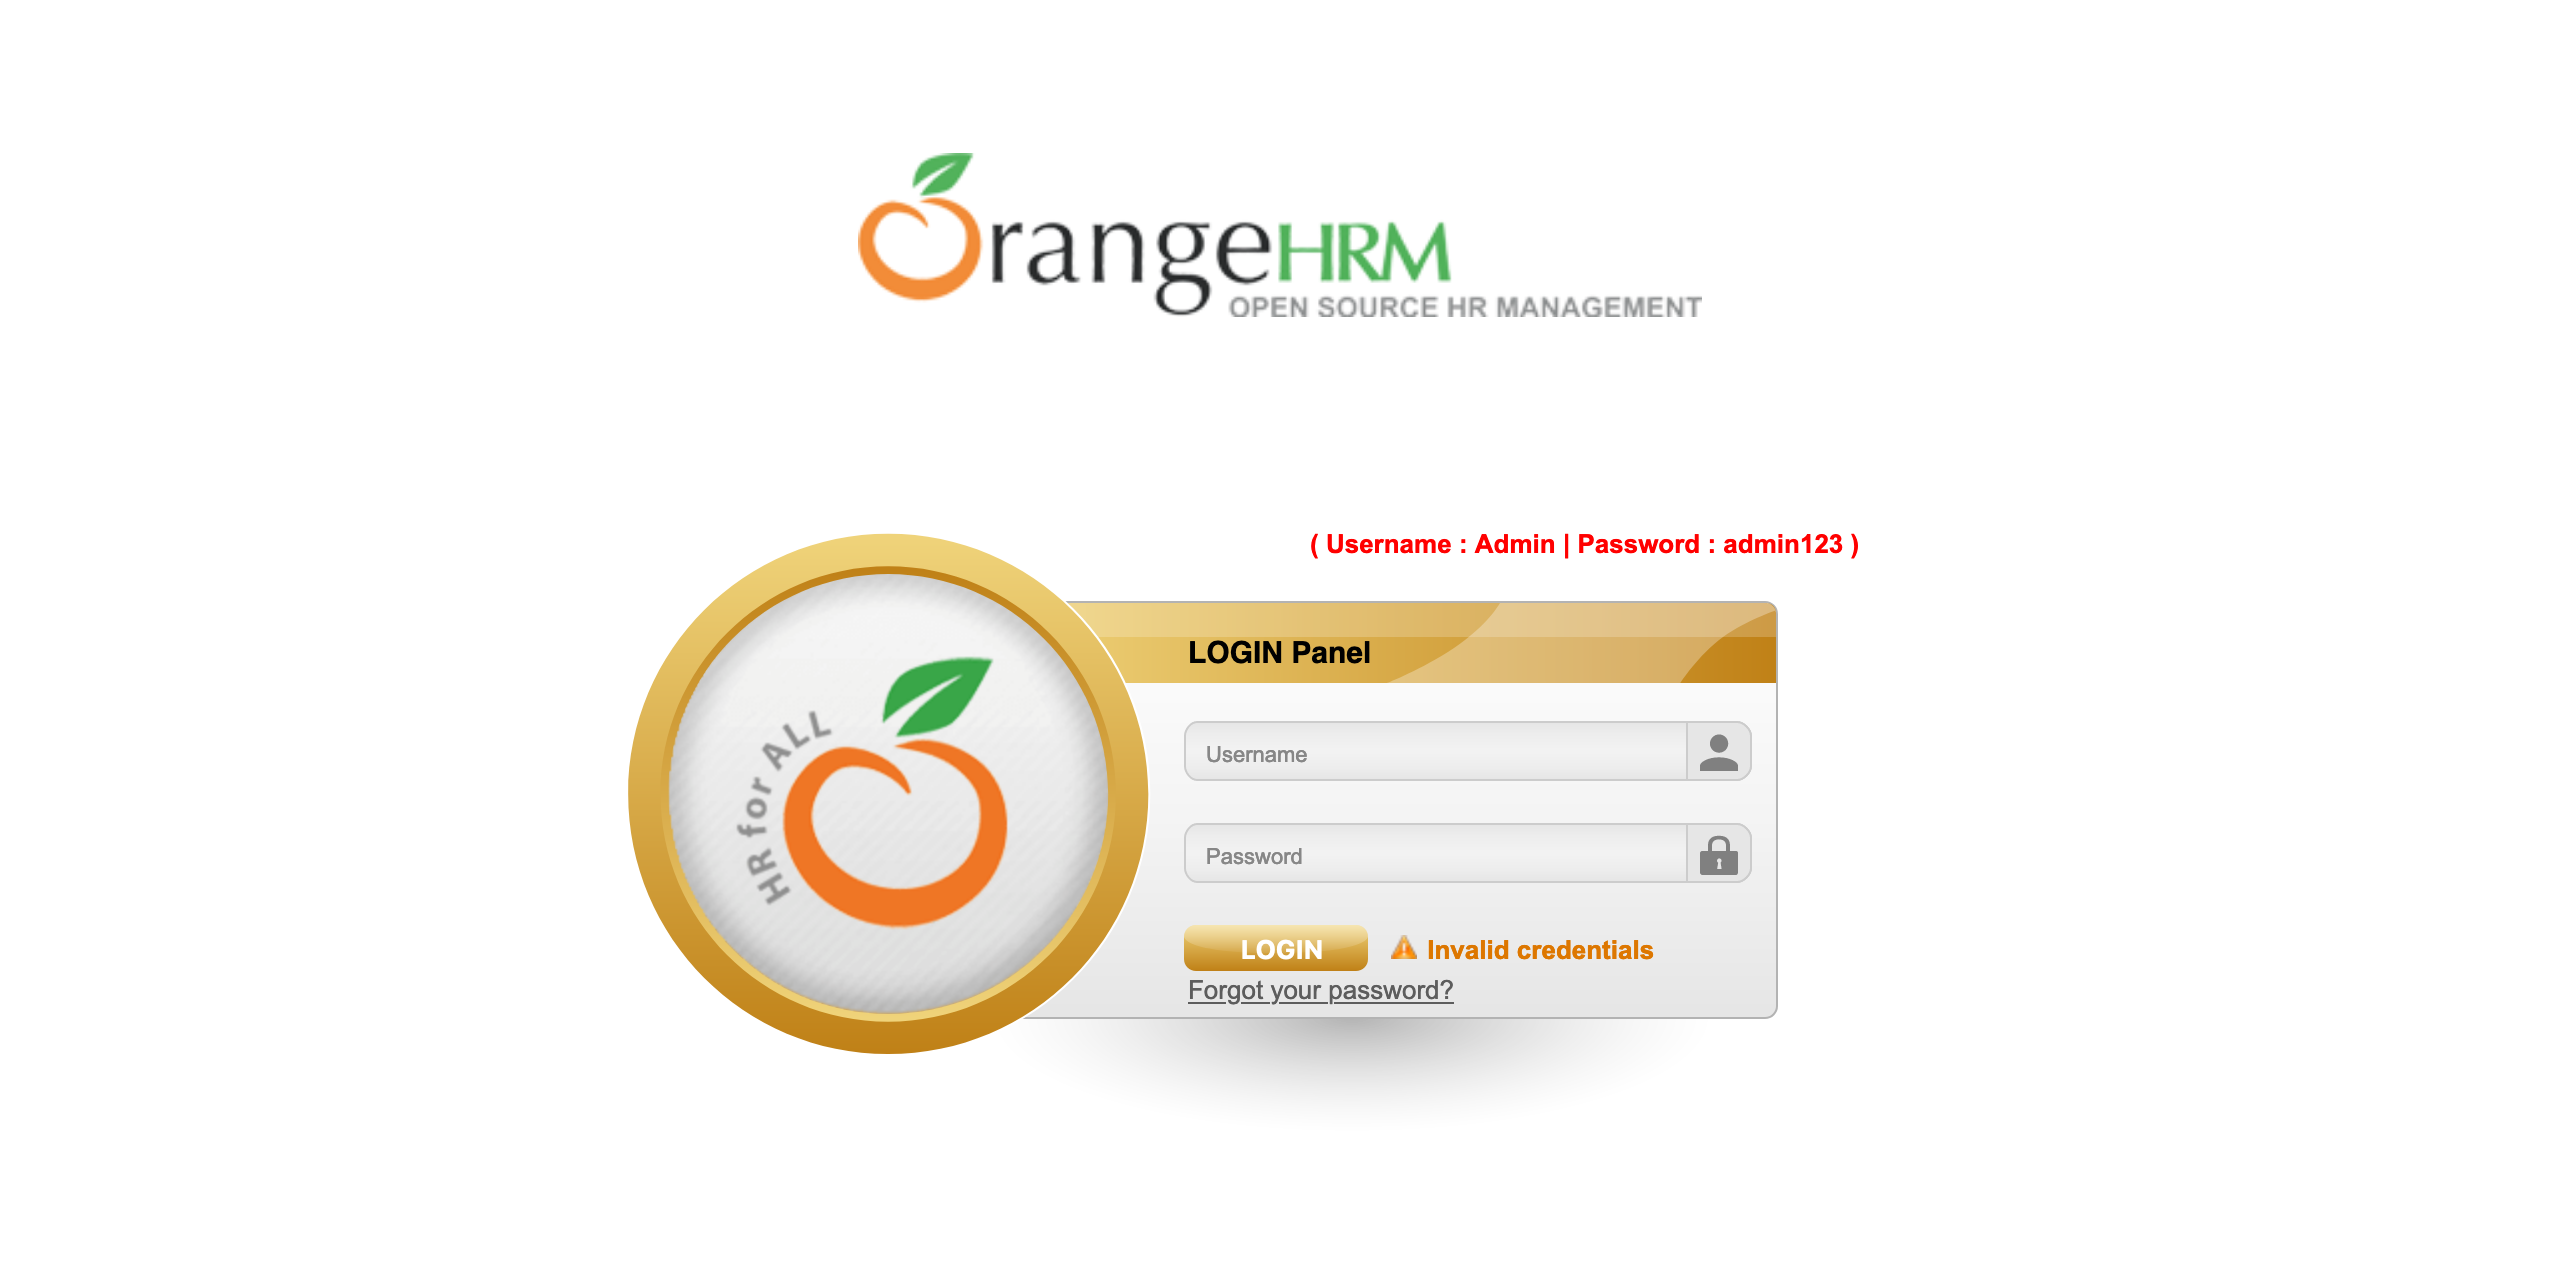 OrangeHRM
OPEN SOURCE HR MANAGEMENT
( Username : Admin | Password : admin123 )
HR for ALL
LOGIN Panel
Username
Password
LOGIN
Invalid credentials
Forgot your password?